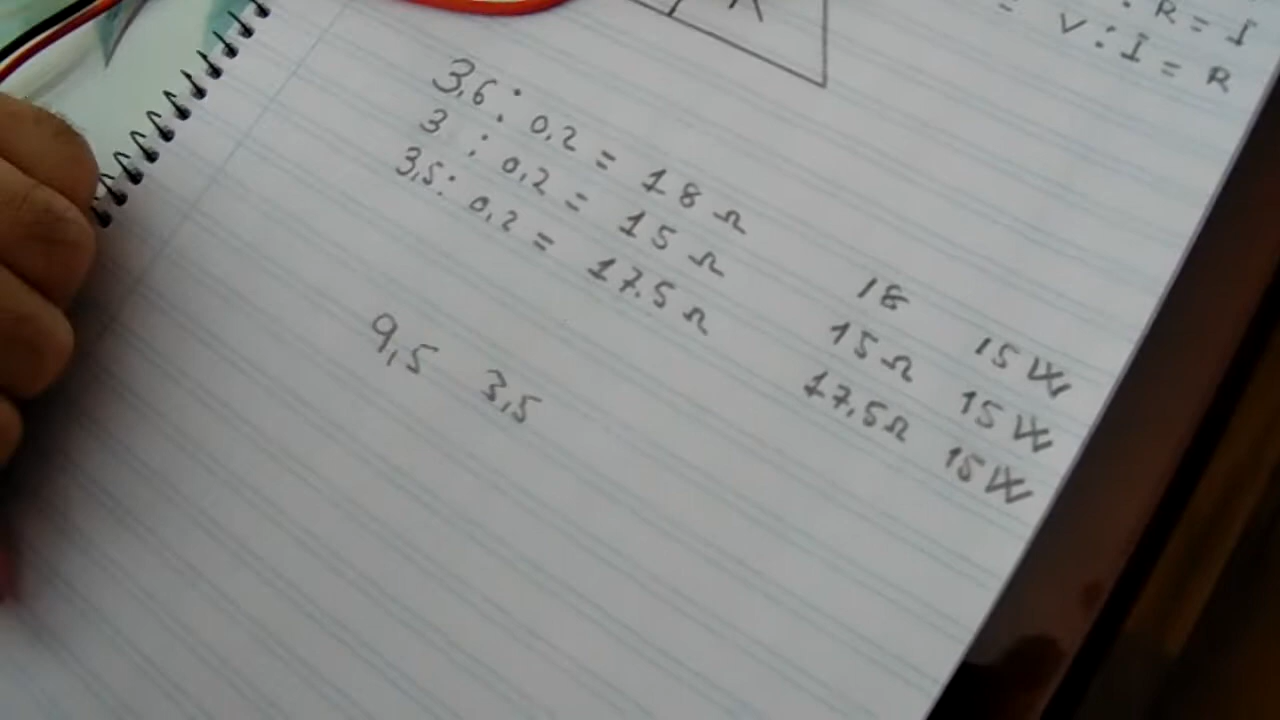 : R = I
= V : I = R
3,6 : 0,2 = 18 Ω
3 : 0,2 = 15 Ω
3,5 : 0,2 = 17.5 Ω
18 15 W
15 Ω 15 W
17,5 Ω 15 W
9,5 3,5